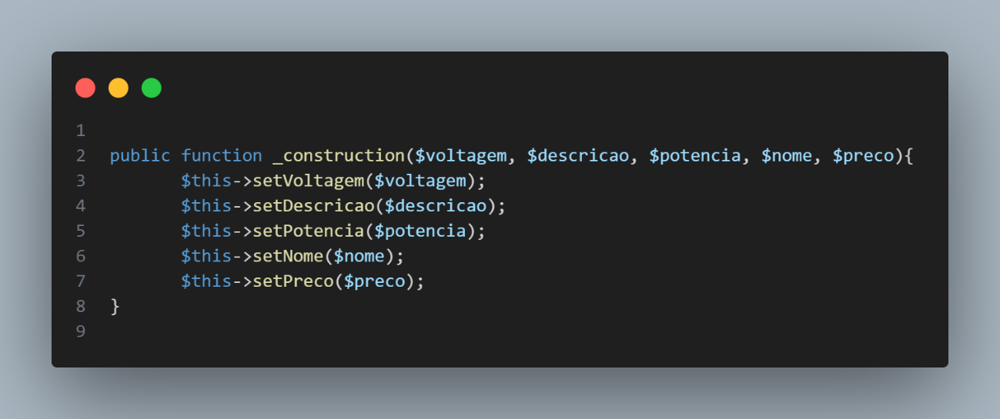 1
2 public function _construction($voltagem, $descricao, $potencia, $nome, $preco){
3 $this->setVoltagem($voltagem);
4 $this->setDescricao($descricao);
5 $this->setPotencia($potencia);
6 $this->setNome($nome);
7 $this->setPreco($preco);
8 }
9